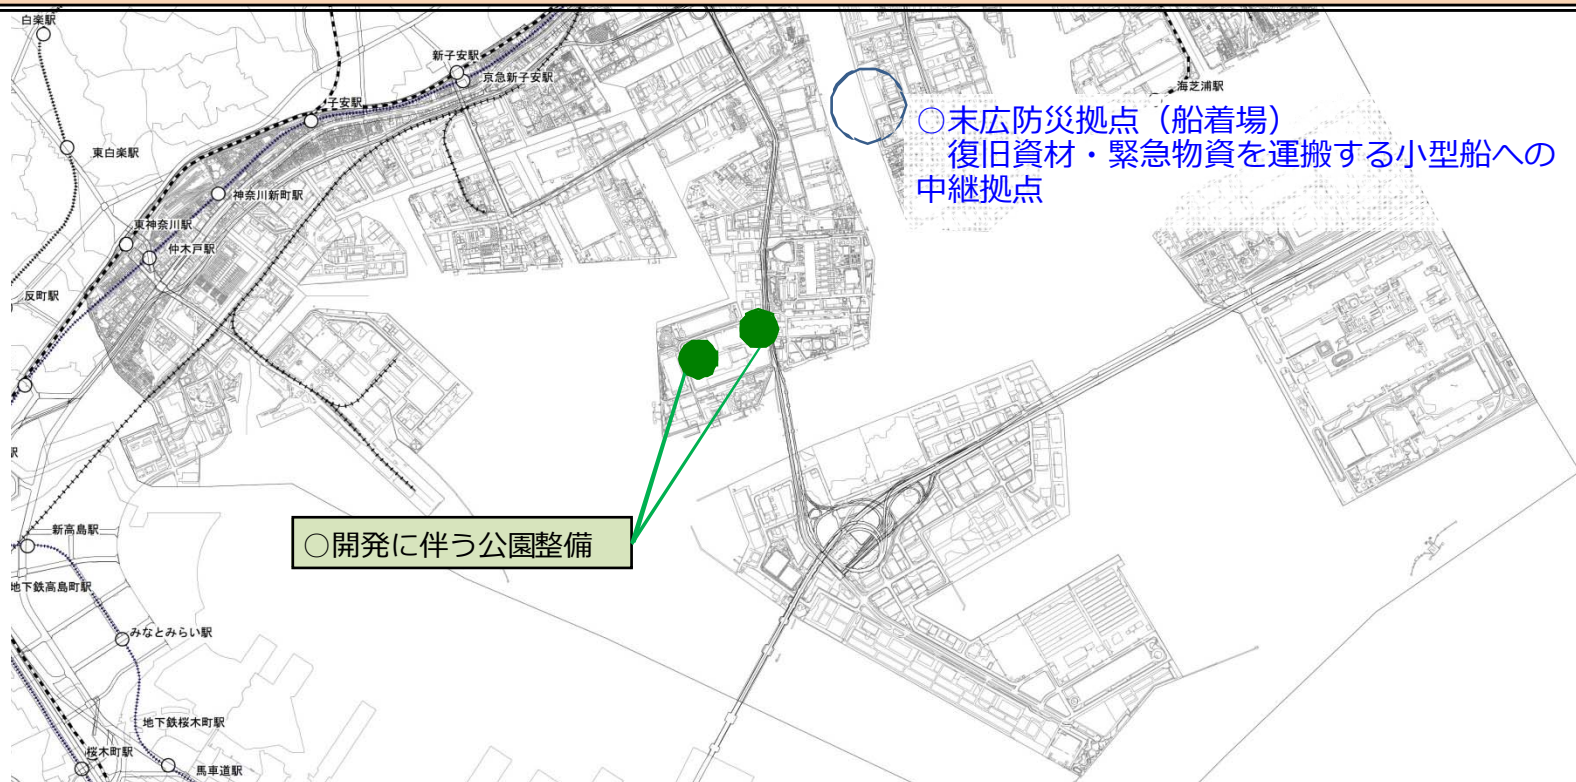 白楽駅
新子安駅
京急新子安駅
海芝浦駅
子安駅
○末広防災拠点（船着場）
復旧資材・緊急物資を運搬する小型船への
中継拠点
東白楽駅
神奈川新町駅
東神奈川駅
仲木戸駅
反町駅
駅
新高島駅
○開発に伴う公園整備
地下鉄高島町駅
みなとみらい駅
地下鉄桜木町駅
桜木町駅
馬車道駅